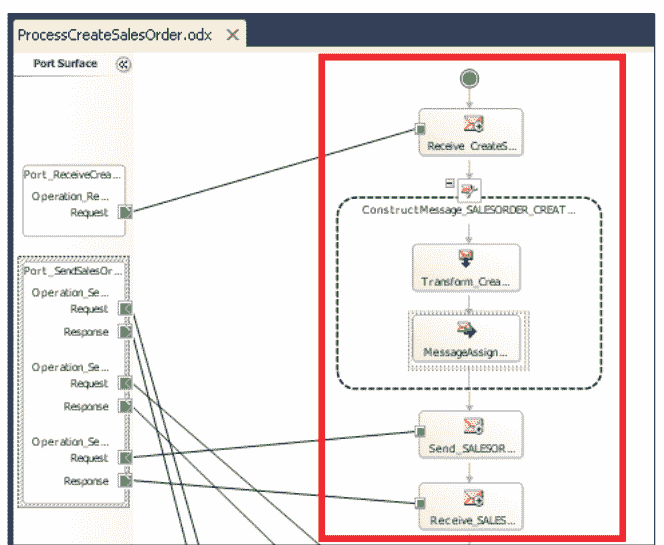 ProcessCreateSalesOrder.odx
Port Surface
Port_ReceiveCrea...
Operation_Re...
Request
Port_SendSalesOr...
Operation_Se...
Request
Response
Operation_Se...
Request
Response
Operation_Se...
Request
Response
Receive_CreateS...
ConstructMessage_SALESORDER_CREAT...
Transform_Crea...
MessageAssign...
Send_SALESOR...
Receive_SALES...